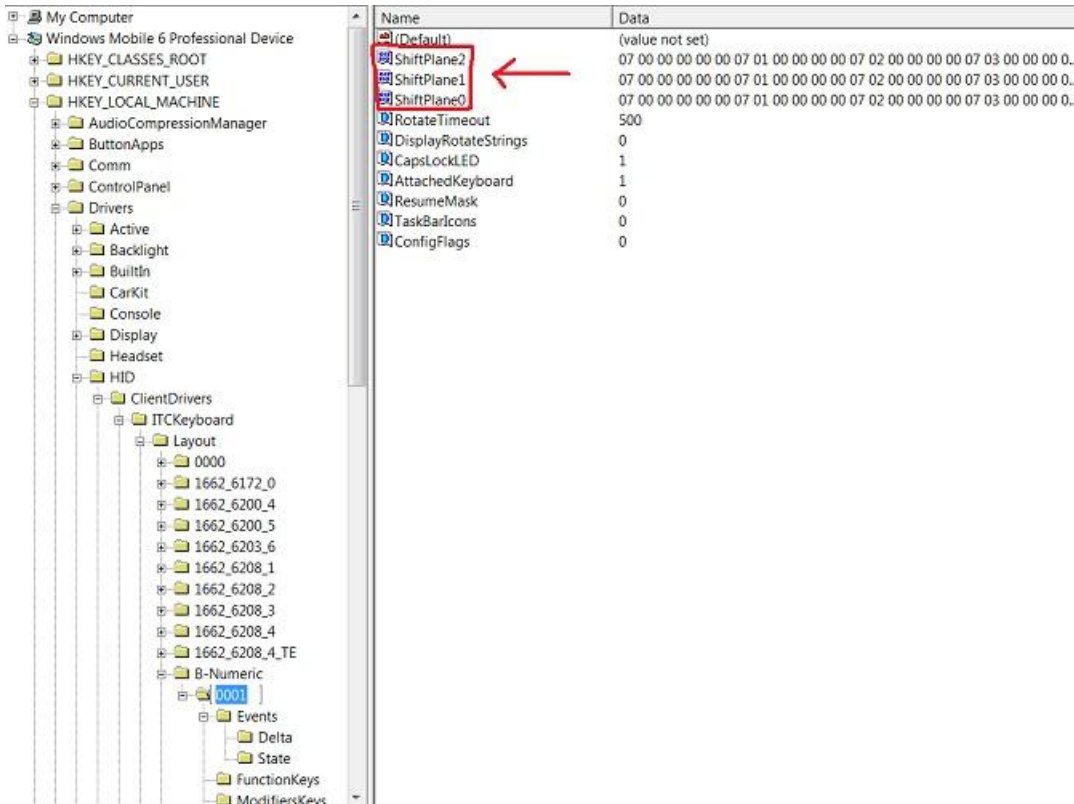 My Computer
Windows Mobile 6 Professional Device
HKEY_CLASSES_ROOT
HKEY_CURRENT_USER
HKEY_LOCAL_MACHINE
AudioCompressionManager
ButtonApps
Comm
ControlPanel
Drivers
Active
Backlight
BuiltIn
CarKit
Console
Display
Headset
HID
ClientDrivers
ITCKeyboard
Layout
0000
1662_6172_0
1662_6200_4
1662_6200_5
1662_6203_6
1662_6208_1
1662_6208_2
1662_6208_3
1662_6208_4
1662_6208_4_TE
B-Numeric
0001
Events
Delta
State
FunctionKeys
ModifiersKeys
Name Data
(Default) (value not set)
ShiftPlane2 07 00 00 00 00 00 07 01 00 00 00 00 07 02 00 00 00 00 07 03 00 00 00 0..
ShiftPlane1 07 00 00 00 00 00 07 01 00 00 00 00 07 02 00 00 00 00 07 03 00 00 00 0..
ShiftPlane0 07 00 00 00 00 00 07 01 00 00 00 00 07 02 00 00 00 00 07 03 00 00 00 0..
RotateTimeout 500
DisplayRotateStrings 0
CapsLockLED 1
AttachedKeyboard 1
ResumeMask 0
TaskBarIcons 0
ConfigFlags 0